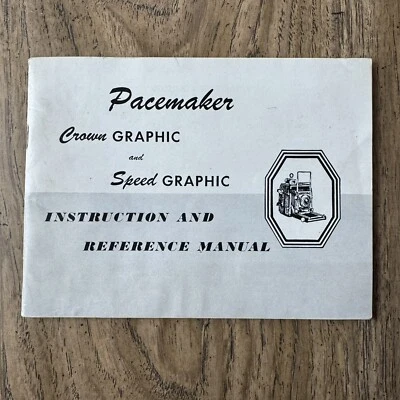 Pacemaker
Crown GRAPHIC
and
Speed GRAPHIC
INSTRUCTION AND
REFERENCE MANUAL